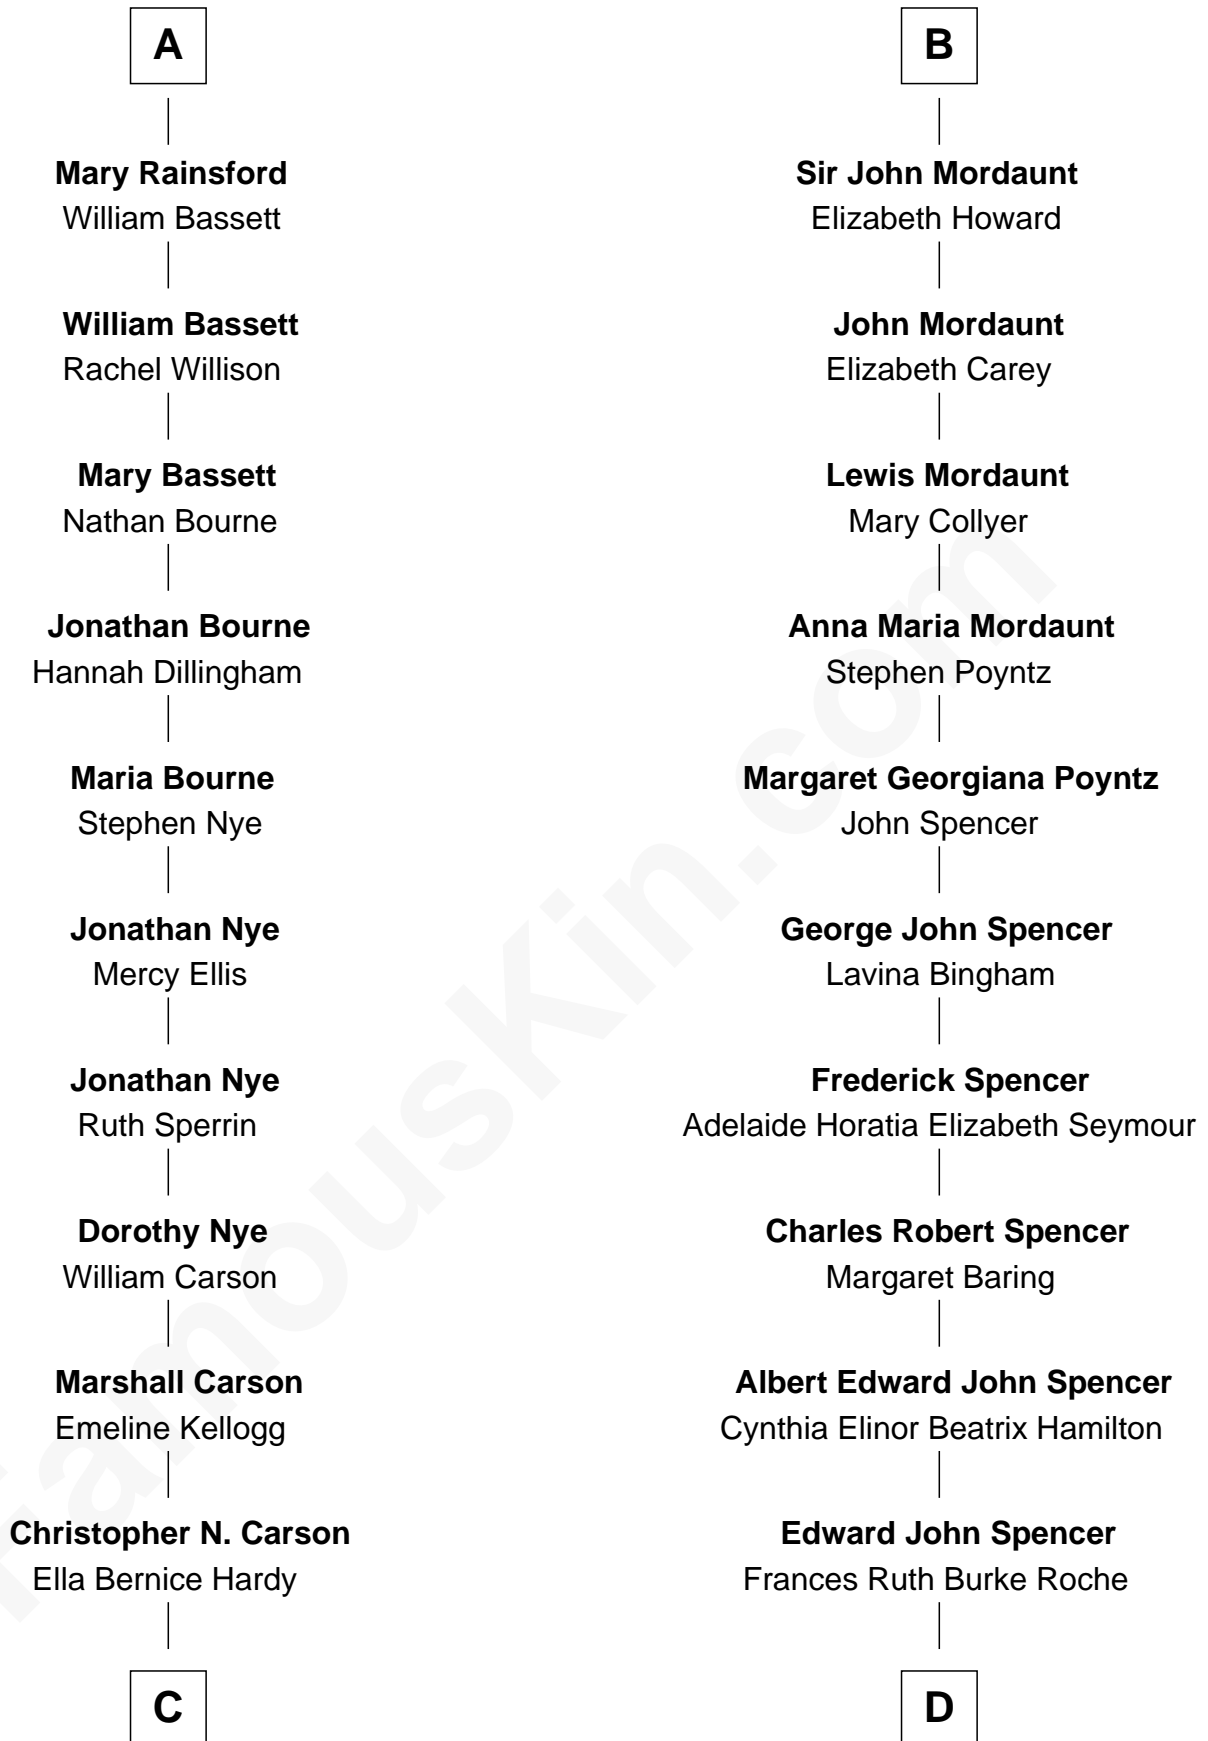 A
Mary Rainsford
William Bassett
William Bassett
Rachel Willison
Mary Bassett
Nathan Bourne
Jonathan Bourne
Hannah Dillingham
Maria Bourne
Stephen Nye
Jonathan Nye
Mercy Ellis
Jonathan Nye
Ruth Sperrin
Dorothy Nye
William Carson
Marshall Carson
Emeline Kellogg
Christopher N. Carson
Ella Bernice Hardy
C
B
Sir John Mordaunt
Elizabeth Howard
John Mordaunt
Elizabeth Carey
Lewis Mordaunt
Mary Collyer
Anna Maria Mordaunt
Stephen Poyntz
Margaret Georgiana Poyntz
John Spencer
George John Spencer
Lavina Bingham
Frederick Spencer
Adelaide Horatia Elizabeth Seymour
Charles Robert Spencer
Margaret Baring
Albert Edward John Spencer
Cynthia Elinor Beatrix Hamilton
Edward John Spencer
Frances Ruth Burke Roche
D
FamousKin.com